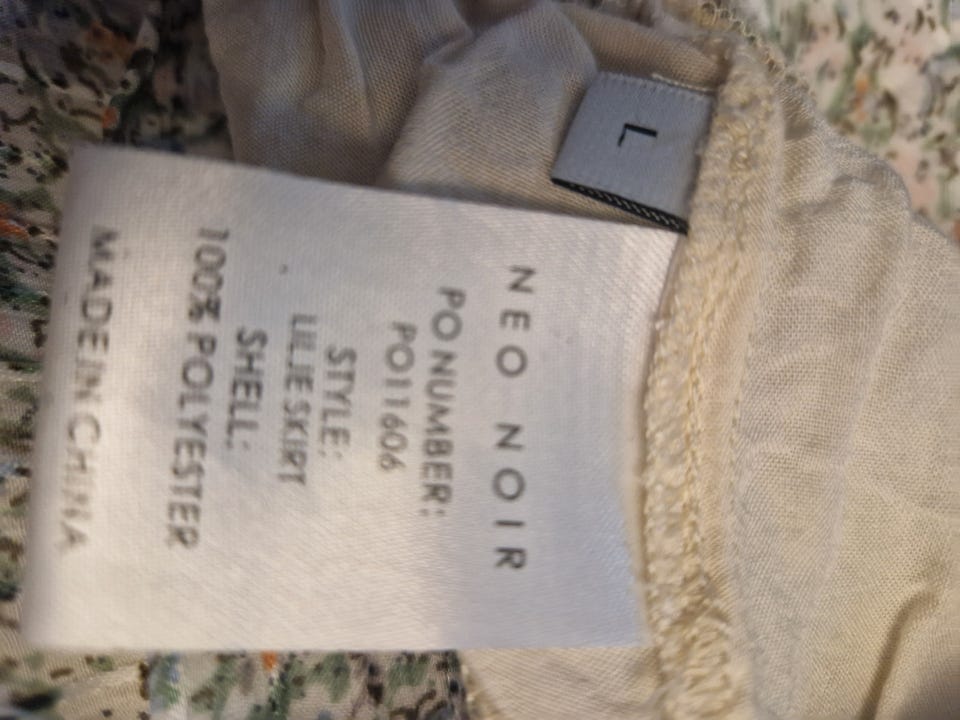 L
NEO NOIR
PO NUMBER:
PO11606
STYLE:
LILJE SKIRT
SHELL:
100% POLYESTER
MADE IN CHINA